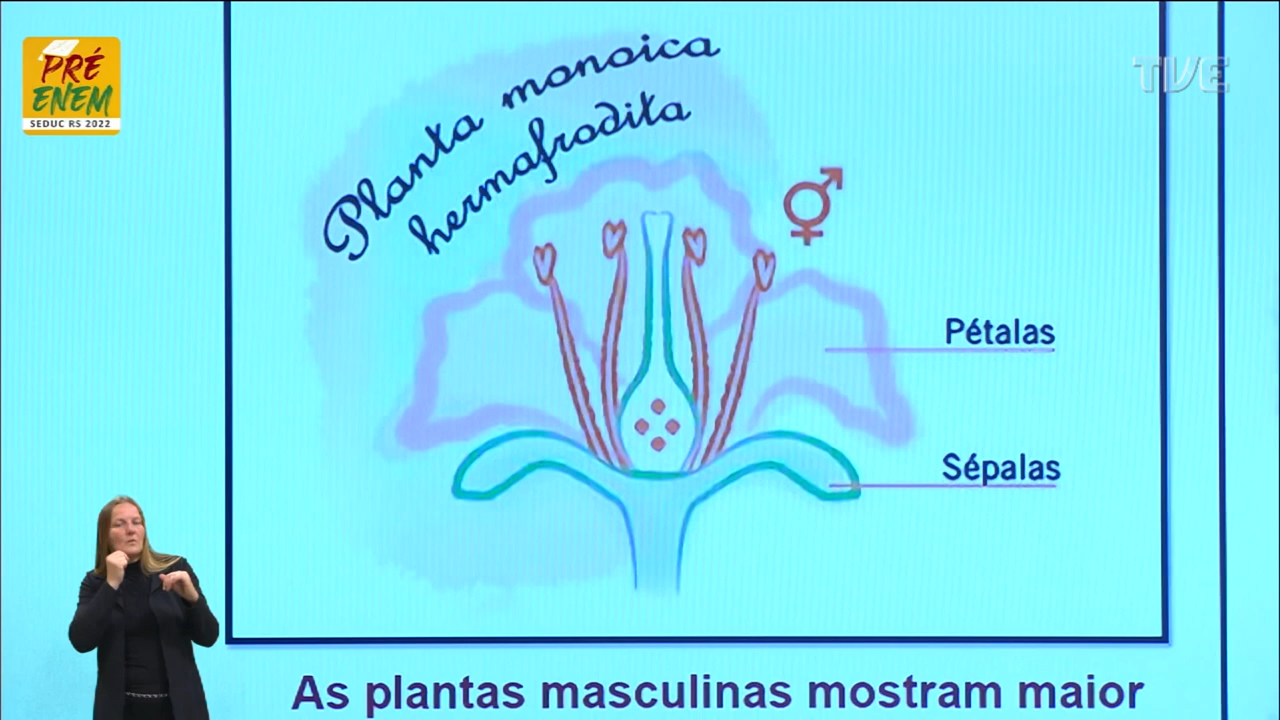 PRÉ
ENEM
SEDUC RS 2022
TVE
Planta monoica
hermafrodita
Pétalas
Sépalas
As plantas masculinas mostram maior